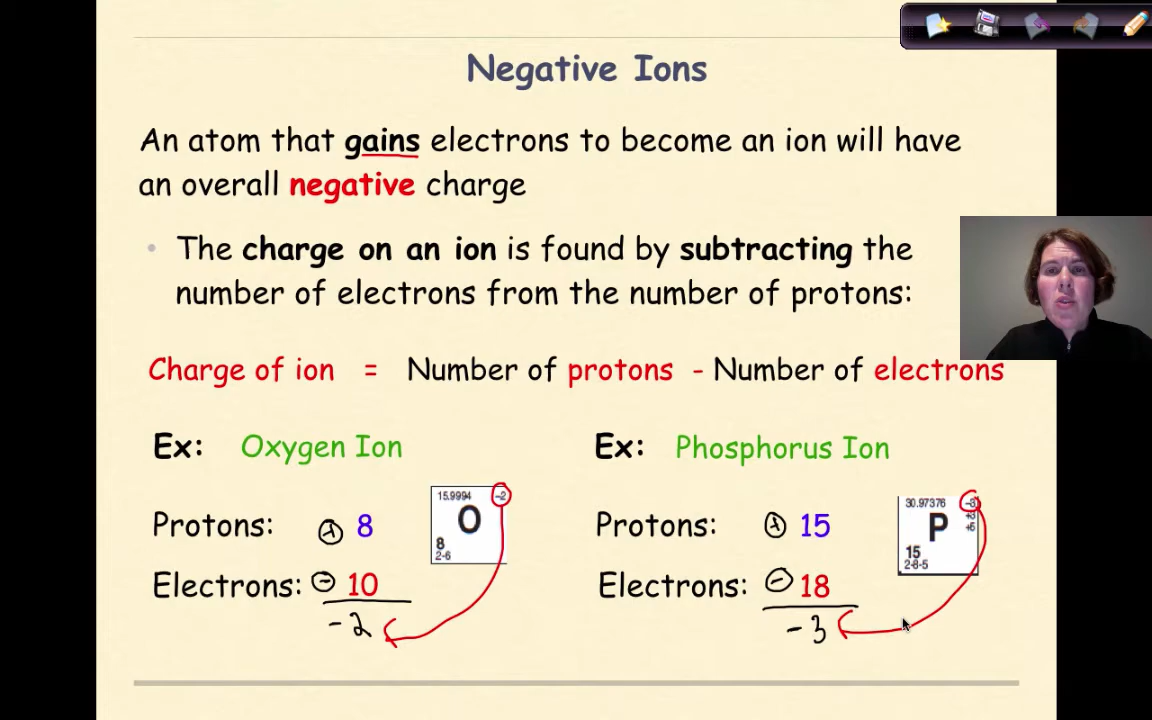 Negative Ions
An atom that gains electrons to become an ion will have
an overall negative charge
• The charge on an ion is found by subtracting the
number of electrons from the number of protons:
Charge of ion = Number of protons - Number of electrons
Ex: Oxygen Ion
15.9994 -2
O
8
2-6
Protons: + 8
Electrons: - 10
-2
Ex: Phosphorus Ion
30.97376 -3
+3
+5
P
15
2-8-5
Protons: + 15
Electrons: - 18
-3